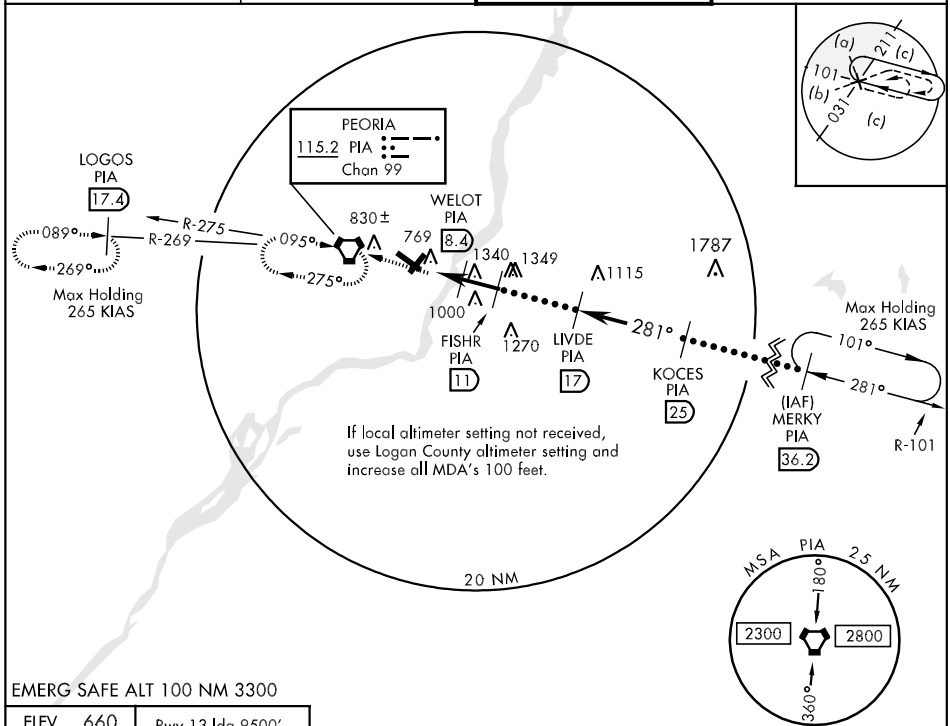 (a)
211
(c)
101
(b)
031
(c)
PEORIA
115.2 PIA
Chan 99
LOGOS
PIA
17.4
R-275
R-269
089°
269°
Max Holding
265 KIAS
095°
275°
830±
769
WELOT
PIA
8.4
1340
1349
1115
1787
1000
1270
FISHR
PIA
11
LIVDE
PIA
17
281°
KOCES
PIA
25
Max Holding
265 KIAS
101°
281°
(IAF)
MERKY
PIA
36.2
R-101
If local altimeter setting not received,
use Logan County altimeter setting and
increase all MDA's 100 feet.
20 NM
MSA PIA 25 NM
180°
2300
2800
360°
EMERG SAFE ALT 100 NM 3300
ELEV 660
Rwy 13 ldg 9500'